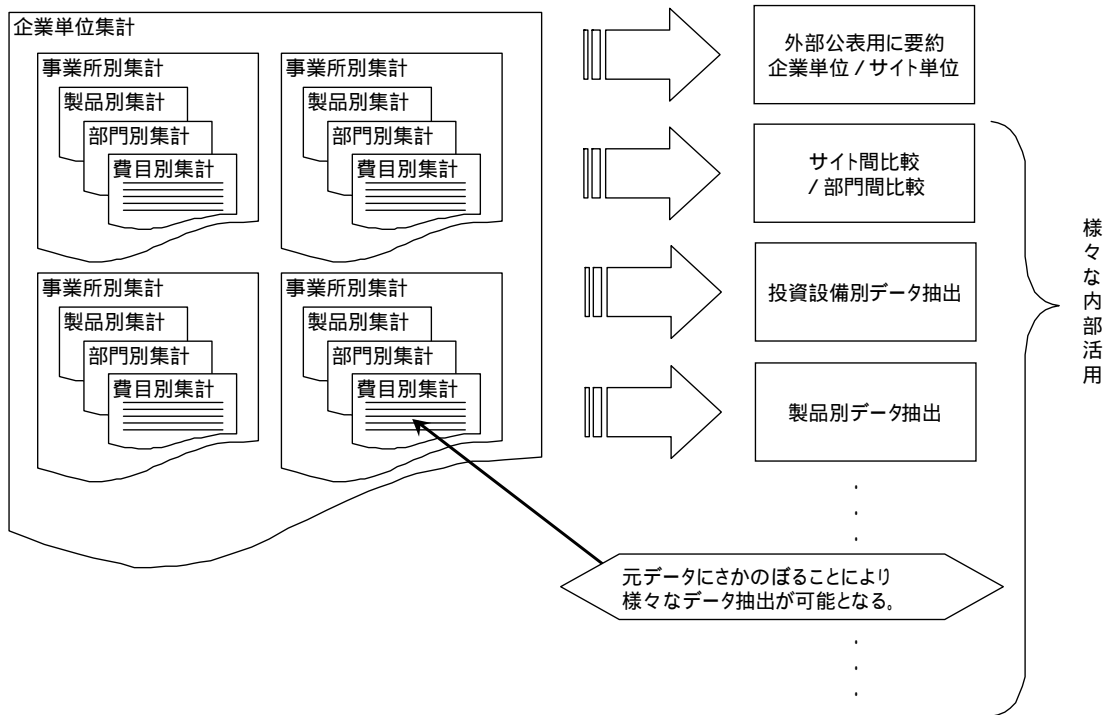 企業単位集計
事業所別集計
製品別集計
部門別集計
費目別集計
事業所別集計
製品別集計
部門別集計
費目別集計
事業所別集計
製品別集計
部門別集計
費目別集計
事業所別集計
製品別集計
部門別集計
費目別集計
外部公表用に要約
企業単位 / サイト単位
サイト間比較
/ 部門間比較
投資設備別データ抽出
製品別データ抽出
元データにさかのぼることにより
様々なデータ抽出が可能となる。
様々な内部活用